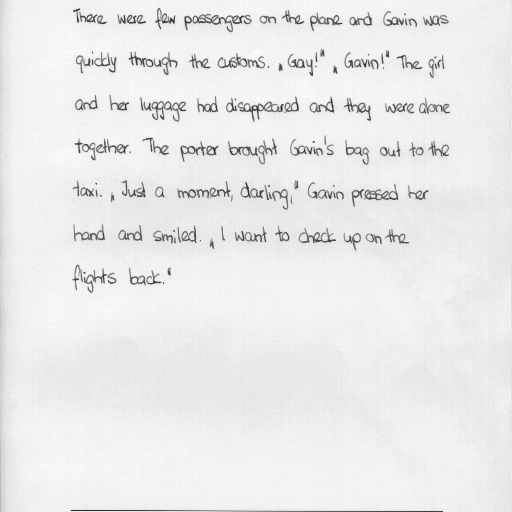 There were few passengers on the plane and Gavin was
quickly through the customs. „Gay!" „Gavin!" The girl
and her luggage had disappeared and they were alone
together. The porter brought Gavin's bag out to the
taxi. „Just a moment, darling," Gavin pressed her
hand and smiled. „I want to check up on the
flights back."